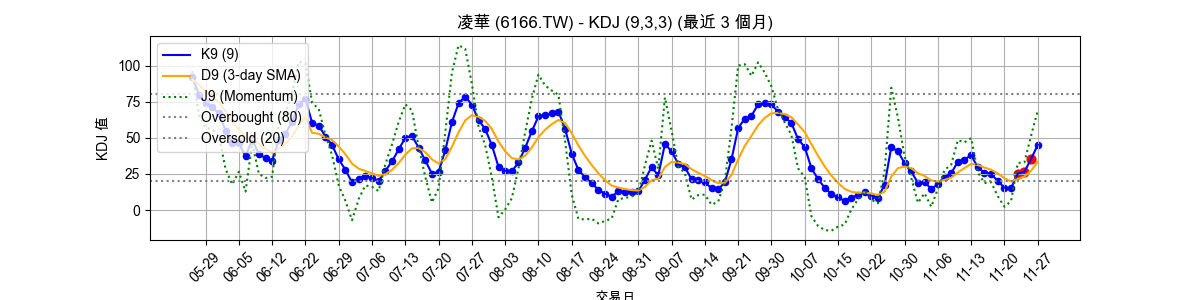 凌華 (6166.TW) - KDJ (9,3,3) (最近 3 個月)
K9 (9)
D9 (3-day SMA)
J9 (Momentum)
Overbought (80)
Oversold (20)
KDJ 值
100
75
50
25
0
05-29 06-05 06-12 06-22 06-29 07-06 07-13 07-20 07-27 08-03 08-10 08-17 08-24 08-31 09-07 09-14 09-21 09-30 10-07 10-15 10-22 10-30 11-06 11-13 11-20 11-27
交易日